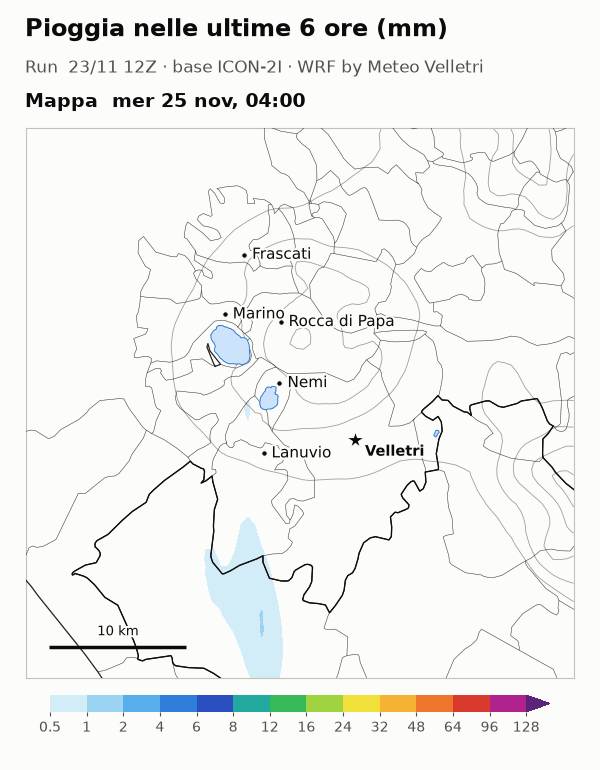 Pioggia nelle ultime 6 ore (mm)
Run  23/11 12Z · base ICON-2I · WRF by Meteo Velletri
Mappa  mer 25 nov, 04:00
Frascati
Marino
Rocca di Papa
Nemi
Velletri
Lanuvio
10 km
0.5 1 2 4 6 8 12 16 24 32 48 64 96 128